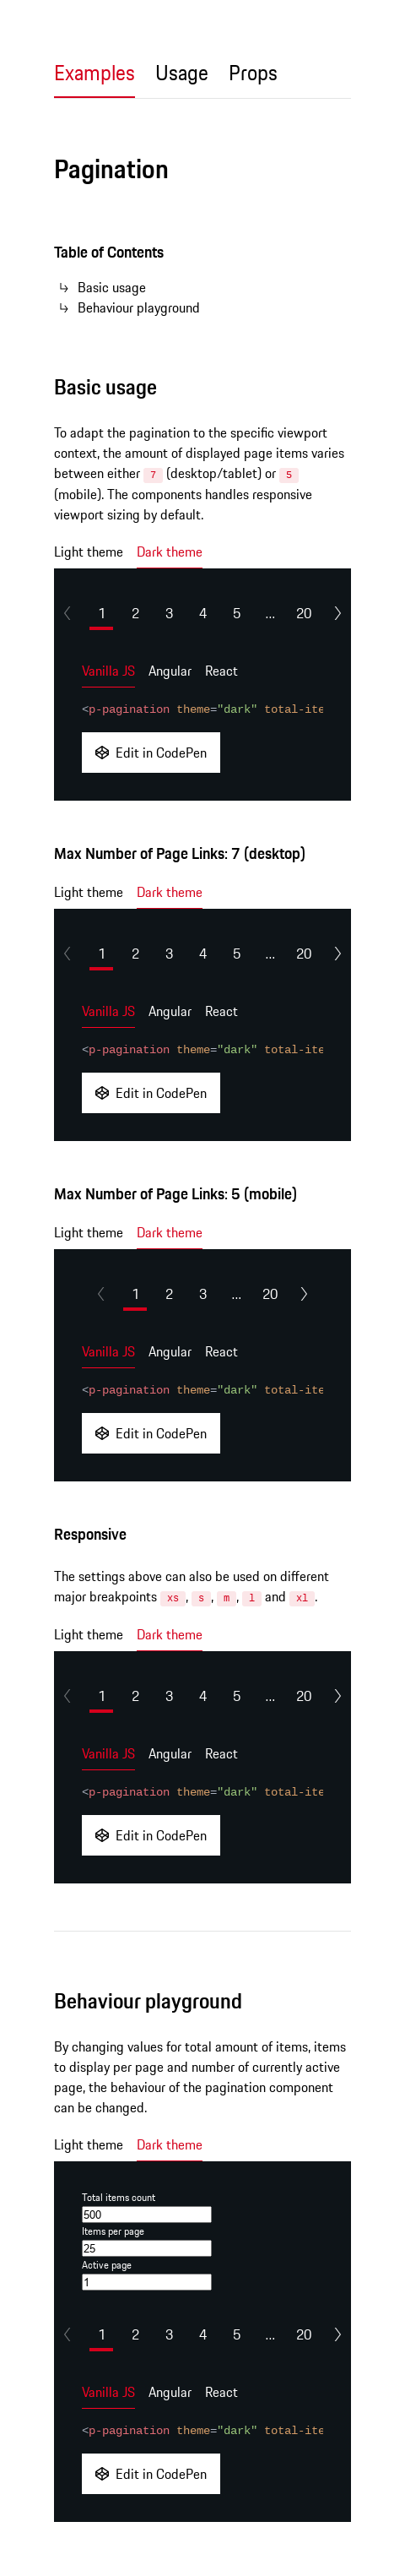 Examples Usage Props
Pagination
Table of Contents
↳ Basic usage
↳ Behaviour playground
Basic usage
To adapt the pagination to the specific viewport
context, the amount of displayed page items varies
between either 7 (desktop/tablet) or 5
(mobile). The components handles responsive
viewport sizing by default.
Light theme Dark theme
1 2 3 4 5 ... 20
Vanilla JS Angular React
<p-pagination theme="dark" total-ite
Edit in CodePen
Max Number of Page Links: 7 (desktop)
Light theme Dark theme
1 2 3 4 5 ... 20
Vanilla JS Angular React
<p-pagination theme="dark" total-ite
Edit in CodePen
Max Number of Page Links: 5 (mobile)
Light theme Dark theme
1 2 3 ... 20
Vanilla JS Angular React
<p-pagination theme="dark" total-ite
Edit in CodePen
Responsive
The settings above can also be used on different
major breakpoints xs, s, m, l and xl.
Light theme Dark theme
1 2 3 4 5 ... 20
Vanilla JS Angular React
<p-pagination theme="dark" total-ite
Edit in CodePen
Behaviour playground
By changing values for total amount of items, items
to display per page and number of currently active
page, the behaviour of the pagination component
can be changed.
Light theme Dark theme
Total items count
500
Items per page
25
Active page
1
1 2 3 4 5 ... 20
Vanilla JS Angular React
<p-pagination theme="dark" total-ite
Edit in CodePen